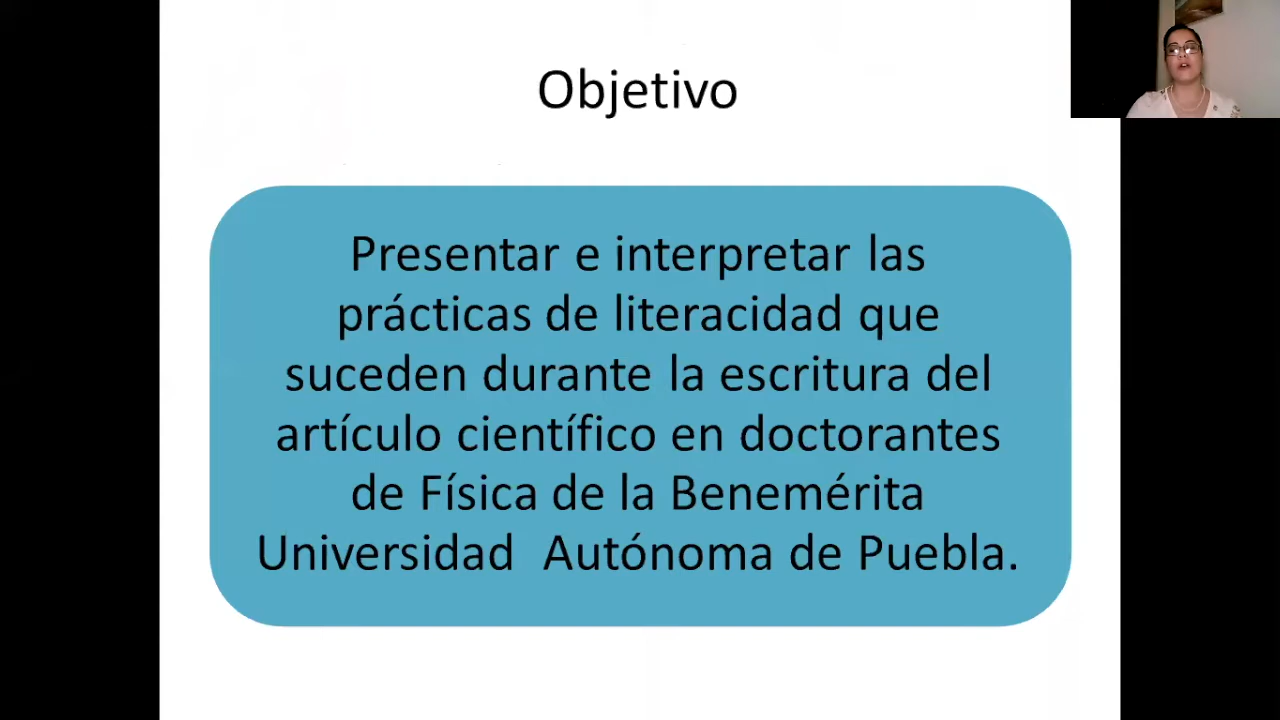 Objetivo
Presentar e interpretar las
prácticas de literacidad que
suceden durante la escritura del
artículo científico en doctorantes
de Física de la Benemérita
Universidad  Autónoma de Puebla.